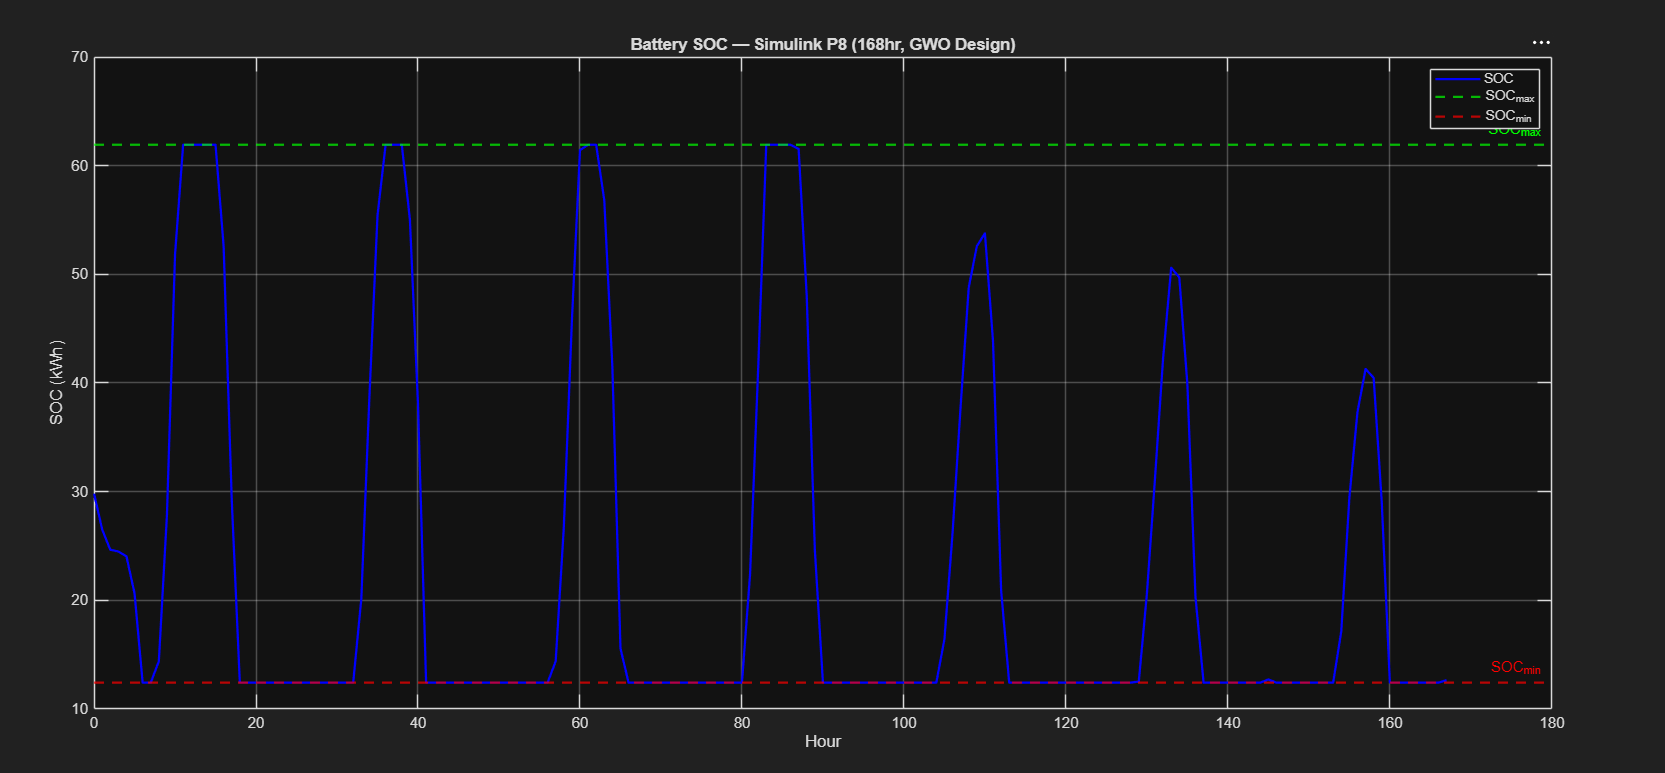 Battery SOC — Simulink P8 (168hr, GWO Design)
...
70
60
50
40
30
20
10
SOC (kWh)
SOC
SOCmax
SOCmin
SOCmax
SOCmin
0 20 40 60 80 100 120 140 160 180
Hour